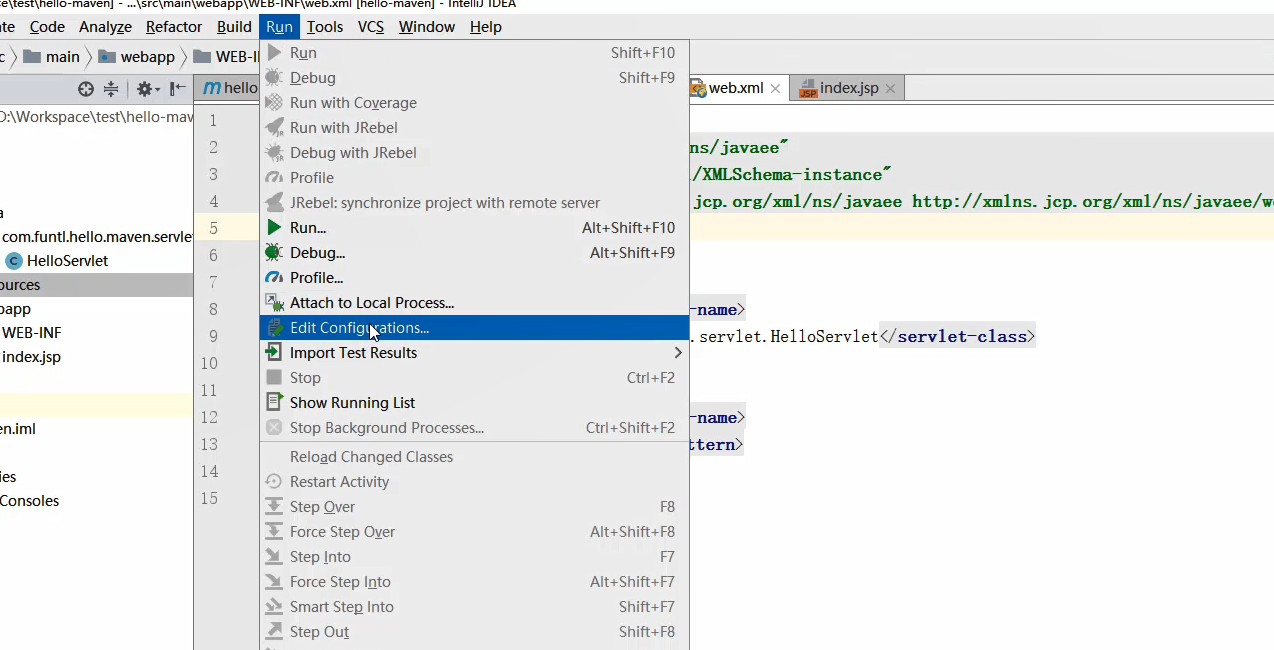 e\test\hello-maven] - ...\src\main\webapp\WEB-INF\web.xml [hello-maven] - IntelliJ IDEA
Code Analyze Refactor Build Run Tools VCS Window Help
main webapp
hello web.xml index.jsp
D:\Workspace\test\hello-mav
com.funtl.hello.maven.servlet
HelloServlet
WEB-INF
index.jsp
en.iml
Consoles
1
2
3
4
5
6
7
8
9
10
11
12
13
14
15
Run Shift+F10
Debug Shift+F9
Run with Coverage
Run with JRebel
Debug with JRebel
Profile
JRebel: synchronize project with remote server
Run... Alt+Shift+F10
Debug... Alt+Shift+F9
Profile...
Attach to Local Process...
Edit Configurations...
Import Test Results
Stop Ctrl+F2
Show Running List
Stop Background Processes... Ctrl+Shift+F2
Reload Changed Classes
Restart Activity
Step Over F8
Force Step Over Alt+Shift+F8
Step Into F7
Force Step Into Alt+Shift+F7
Smart Step Into Shift+F7
Step Out Shift+F8
ns/javaee"
/XMLSchema-instance"
jcp.org/xml/ns/javaee http://xmlns.jcp.org/xml/ns/javaee/w
-name>
.servlet.HelloServlet</servlet-class>
-name>
ttern>